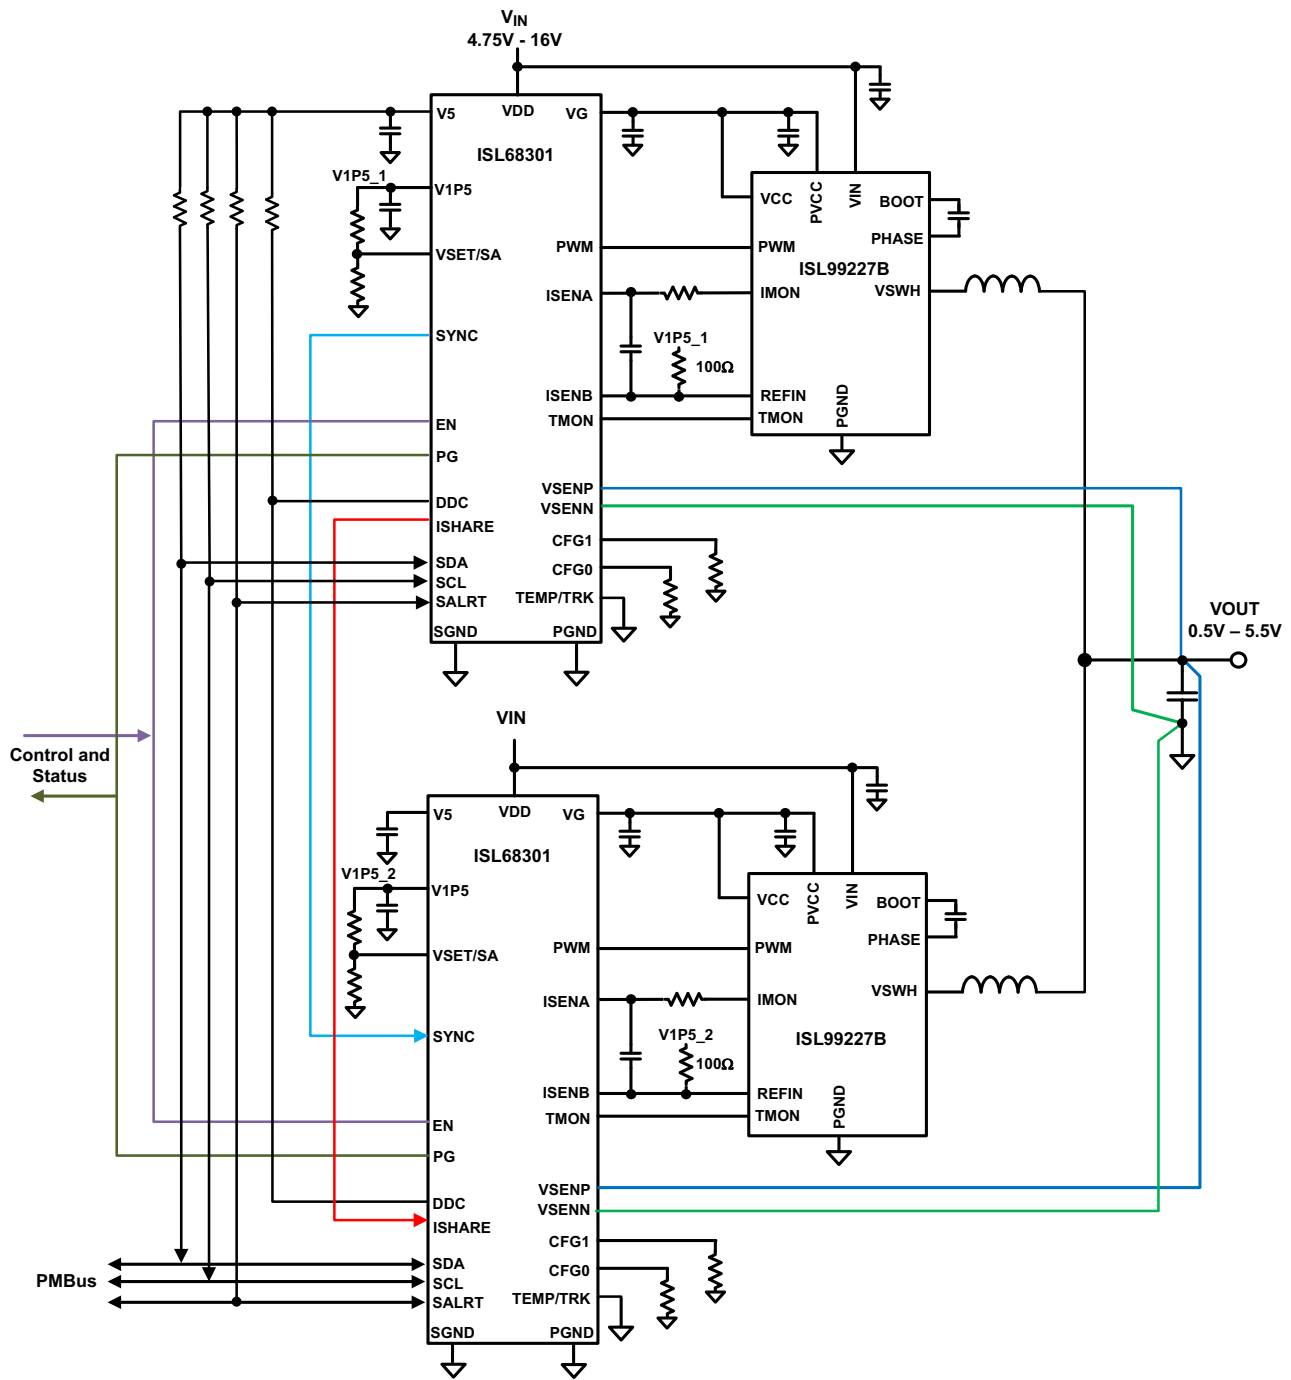 VIN
4.75V - 16V
V5
VDD
VG
ISL68301
V1P5_1
V1P5
VSET/SA
PWM
ISENA
SYNC
ISENB
TMON
EN
PG
VSENP
VSENN
DDC
ISHARE
CFG1
CFG0
SDA
SCL
SALRT
TEMP/TRK
SGND
PGND
V1P5_1
100Ω
VCC
PVCC
VIN
BOOT
PHASE
PWM
ISL99227B
IMON
VSWH
REFIN
TMON
PGND
VOUT
0.5V – 5.5V
Control and
Status
VIN
V5
VDD
VG
ISL68301
V1P5_2
V1P5
VSET/SA
PWM
ISENA
SYNC
ISENB
TMON
EN
PG
VSENP
VSENN
DDC
ISHARE
CFG1
CFG0
SDA
SCL
SALRT
TEMP/TRK
SGND
PGND
V1P5_2
100Ω
VCC
PVCC
VIN
BOOT
PHASE
PWM
IMON
VSWH
ISL99227B
REFIN
TMON
PGND
PMBus